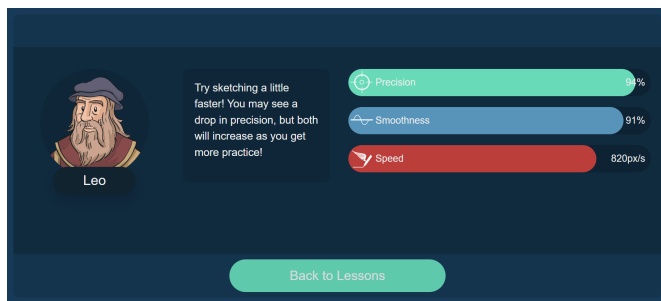 Try sketching a little
faster! You may see a
drop in precision, but both
will increase as you get
more practice!
Leo
Precision
94%
Smoothness
91%
Speed
820px/s
Back to Lessons